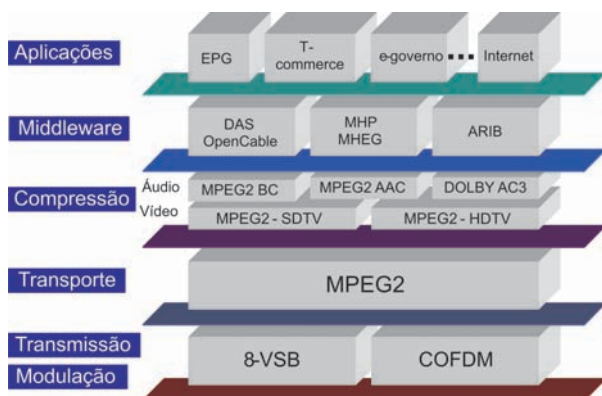 Aplicações
EPG
T-
commerce
e-governo
Internet
Middleware
DAS
OpenCable
MHP
MHEG
ARIB
Compressão
Áudio
MPEG2 BC
MPEG2 AAC
DOLBY AC3
Vídeo
MPEG2 - SDTV
MPEG2 - HDTV
Transporte
MPEG2
Transmissão
8-VSB
COFDM
Modulação